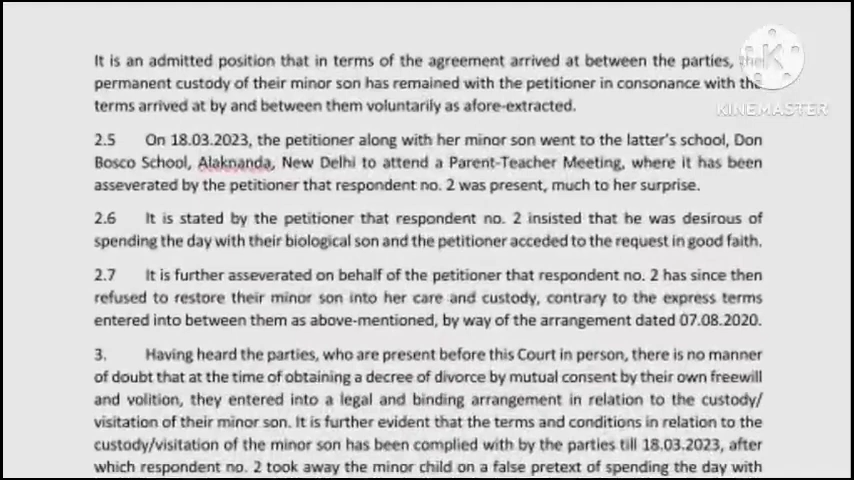 It is an admitted position that in terms of the agreement arrived at between the parties, the
permanent custody of their minor son has remained with the petitioner in consonance with the
terms arrived at by and between them voluntarily as afore-extracted.
KINEMASTER
2.5 On 18.03.2023, the petitioner along with her minor son went to the latter's school, Don
Bosco School, Alaknanda, New Delhi to attend a Parent-Teacher Meeting, where it has been
asseverated by the petitioner that respondent no. 2 was present, much to her surprise.
2.6 It is stated by the petitioner that respondent no. 2 insisted that he was desirous of
spending the day with their biological son and the petitioner acceded to the request in good faith.
2.7 It is further asseverated on behalf of the petitioner that respondent no. 2 has since then
refused to restore their minor son into her care and custody, contrary to the express terms
entered into between them as above-mentioned, by way of the arrangement dated 07.08.2020.
3. Having heard the parties, who are present before this Court in person, there is no manner
of doubt that at the time of obtaining a decree of divorce by mutual consent by their own freewill
and volition, they entered into a legal and binding arrangement in relation to the custody/
visitation of their minor son. It is further evident that the terms and conditions in relation to the
custody/visitation of the minor son has been complied with by the parties till 18.03.2023, after
which respondent no. 2 took away the minor child on a false pretext of spending the day with